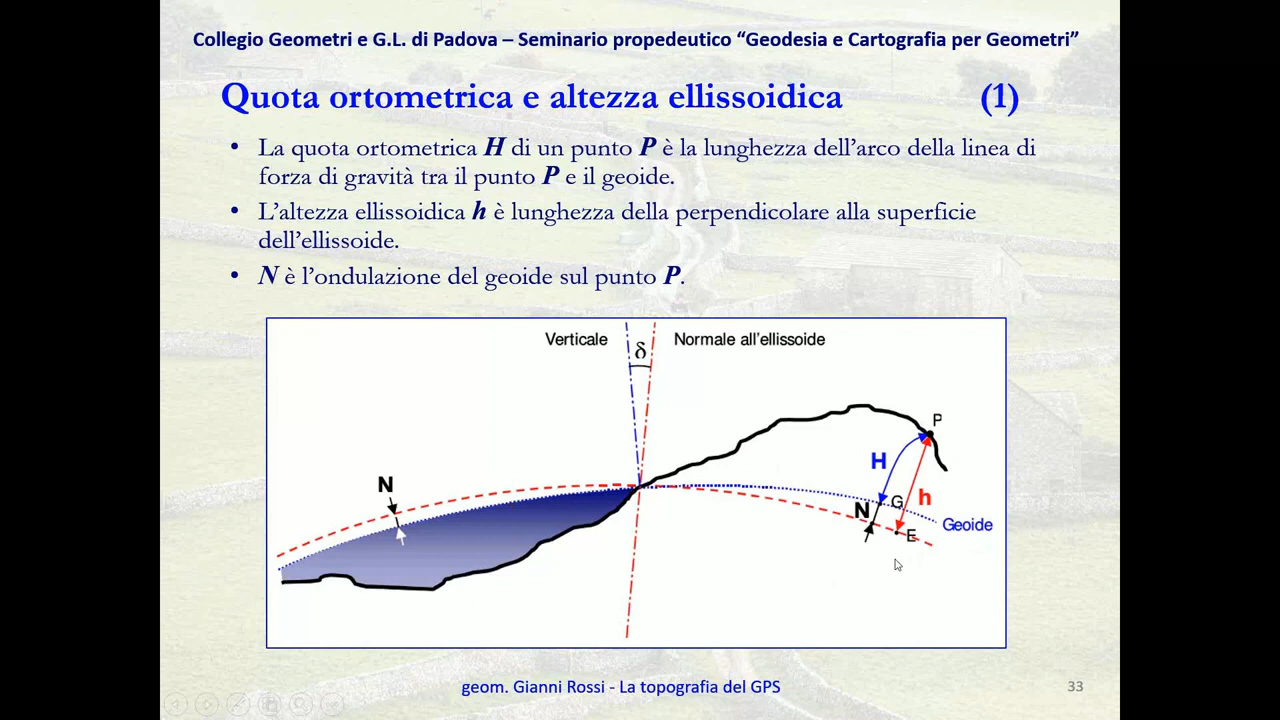 Collegio Geometri e G.L. di Padova – Seminario propedeutico “Geodesia e Cartografia per Geometri”
Quota ortometrica e altezza ellissoidica (1)
• La quota ortometrica H di un punto P è la lunghezza dell’arco della linea di
forza di gravità tra il punto P e il geoide.
• L’altezza ellissoidica h è lunghezza della perpendicolare alla superficie
dell’ellissoide.
• N è l’ondulazione del geoide sul punto P.
Verticale
δ
Normale all’ellissoide
P
H
N
h
G
N
Geoide
E
geom. Gianni Rossi - La topografia del GPS
33